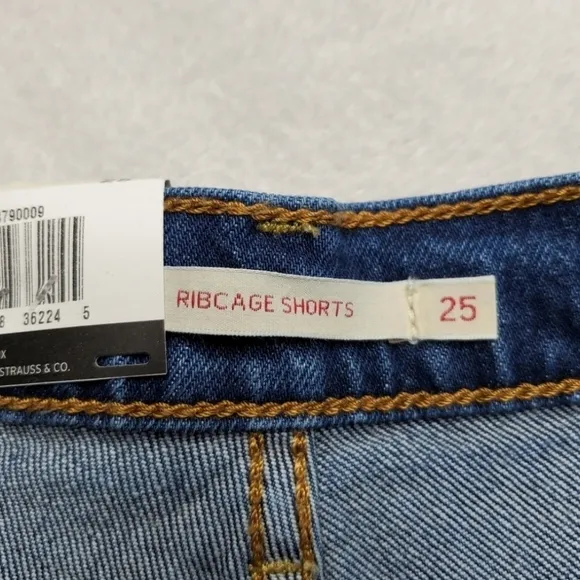 790009
36224 5
STRAUSS & CO.
RIBCAGE SHORTS
25